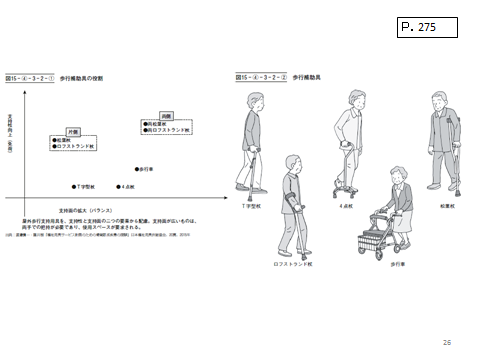 P. 275
図15-④-3-2-① 歩行補助具の役割
支持性向上(免荷)
片側
●松葉杖
●ロフストランド杖
両側
●両松葉杖
●両ロフストランド杖
●歩行車
●T字型杖
●4点杖
支持面の拡大(バランス)
屋外歩行支持用具を、支持性と支持面の二つの要素から配慮。支持面が広いものは、
両手での把持が必要であり、使用スペースが要求される。
図15-④-3-2-② 歩行補助具
T字型杖
4点杖
松葉杖
ロフストランド杖
歩行車
26